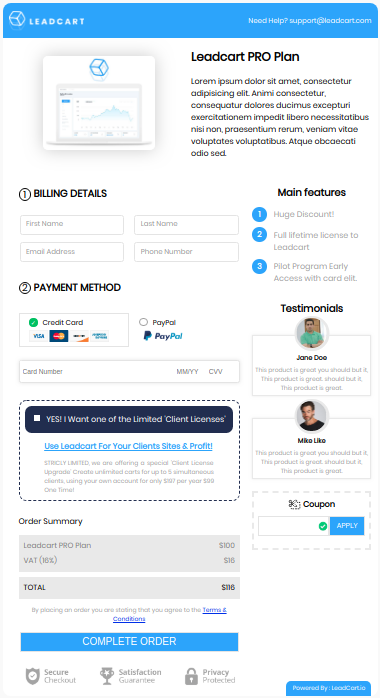 LEADCART
Need Help? support@leadcart.com
Leadcart PRO Plan
Lorem ipsum dolor sit amet, consectetur
adipisicing elit. Animi consectetur,
consequatur dolores ducimus excepturi
exercitationem impedit libero necessitatibus
nisi non, praesentium rerum, veniam vitae
voluptates voluptatibus. Atque obcaecati
odio sed.
1 BILLING DETAILS
First Name
Last Name
Email Address
Phone Number
2 PAYMENT METHOD
Credit Card
PayPal
VISA
PayPal
Card Number
MM/YY
CVV
YES! I Want one of the Limited 'Client Licenses'
Use Leadcart For Your Clients Sites & Profit!
STRICLY LIMITED, we are offering a special 'Client License
Upgrade' Create unlimited carts for up to 5 simultaneous
clients, using your own account for only $197 per year $99
One Time!
Order Summary
Leadcart PRO Plan $100
VAT (16%) $16
TOTAL $116
By placing an order you are stating that you agree to the Terms &
Conditions
COMPLETE ORDER
Secure
Checkout
Satisfaction
Guarantee
Privacy
Protected
Main features
1 Huge Discount!
2 Full lifetime license to
Leadcart
3 Pilot Program Early
Access with card elit.
Testimonials
Jane Doe
This product is great you should buy it,
This product is great. should buy it,
This product is great.
Mike Like
This product is great you should buy it,
This product is great. should buy it,
This product is great.
Coupon
APPLY
Powered By : LeadCart.io